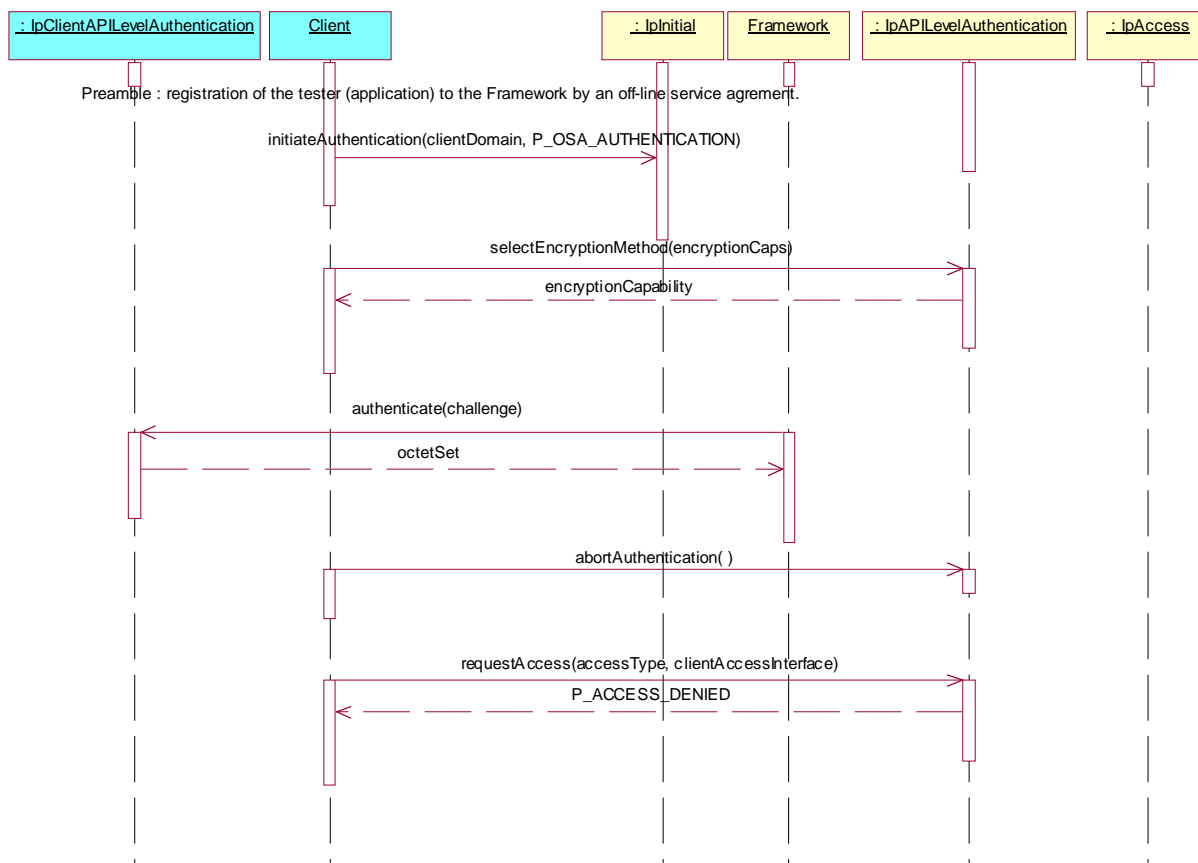 : IpClientAPILevelAuthentication
Client
: IpInitial
Framework
: IpAPILevelAuthentication
: IpAccess
Preamble : registration of the tester (application) to the Framework by an off-line service agrement.
initiateAuthentication(clientDomain, P_OSA_AUTHENTICATION)
selectEncryptionMethod(encryptionCaps)
encryptionCapability
authenticate(challenge)
octetSet
abortAuthentication( )
requestAccess(accessType, clientAccessInterface)
P_ACCESS_DENIED